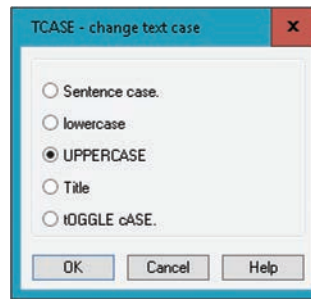 TCASE - change text case
x
Sentence case.
lowercase
UPPERCASE
Title
tOGGLE cASE.
OK Cancel Help